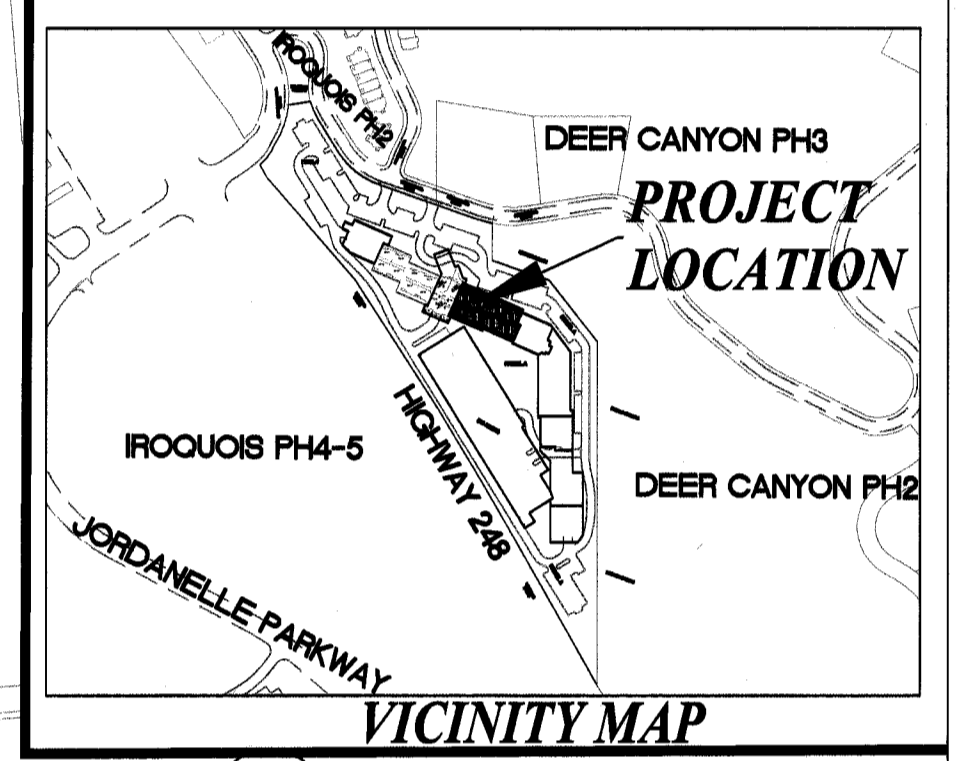 IROQUOIS PH2
DEER CANYON PH3
PROJECT
LOCATION
HIGHWAY 248
IROQUOIS PH4-5
DEER CANYON PH2
JORDANELLE PARKWAY
VICINITY MAP